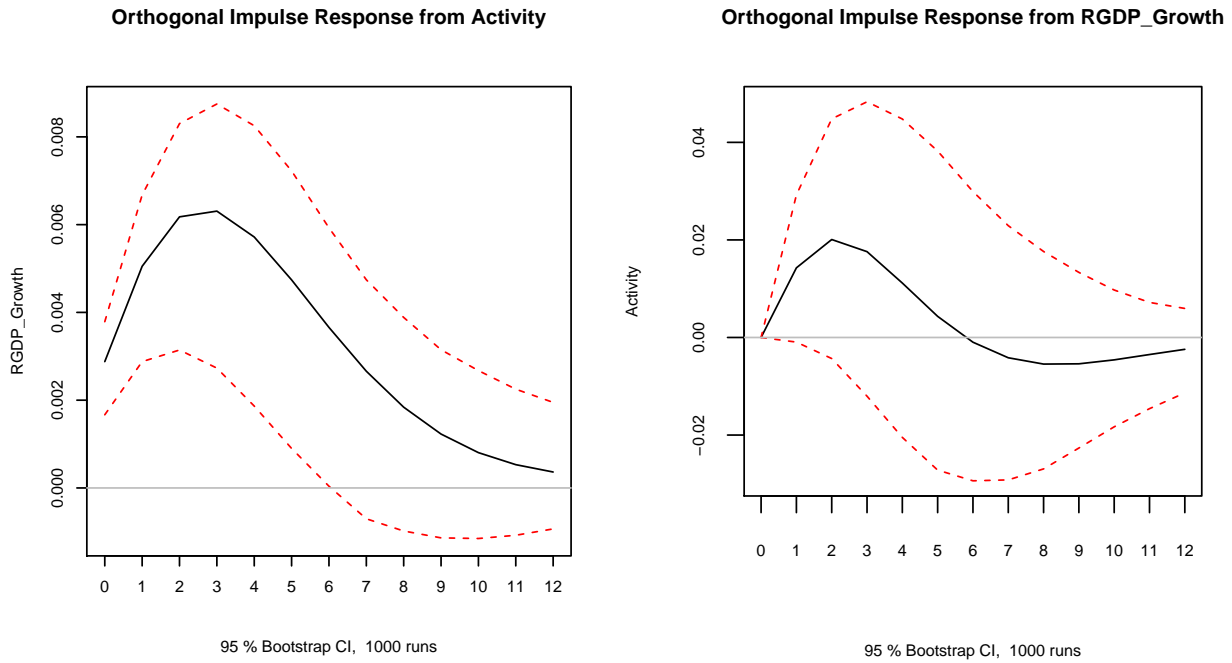 Orthogonal Impulse Response from Activity
RGDP_Growth
0.008
0.006
0.004
0.002
0.000
0 1 2 3 4 5 6 7 8 9 10 11 12
95 % Bootstrap CI, 1000 runs
Orthogonal Impulse Response from RGDP_Growth
Activity
0.04
0.02
0.00
−0.02
0 1 2 3 4 5 6 7 8 9 10 11 12
95 % Bootstrap CI, 1000 runs